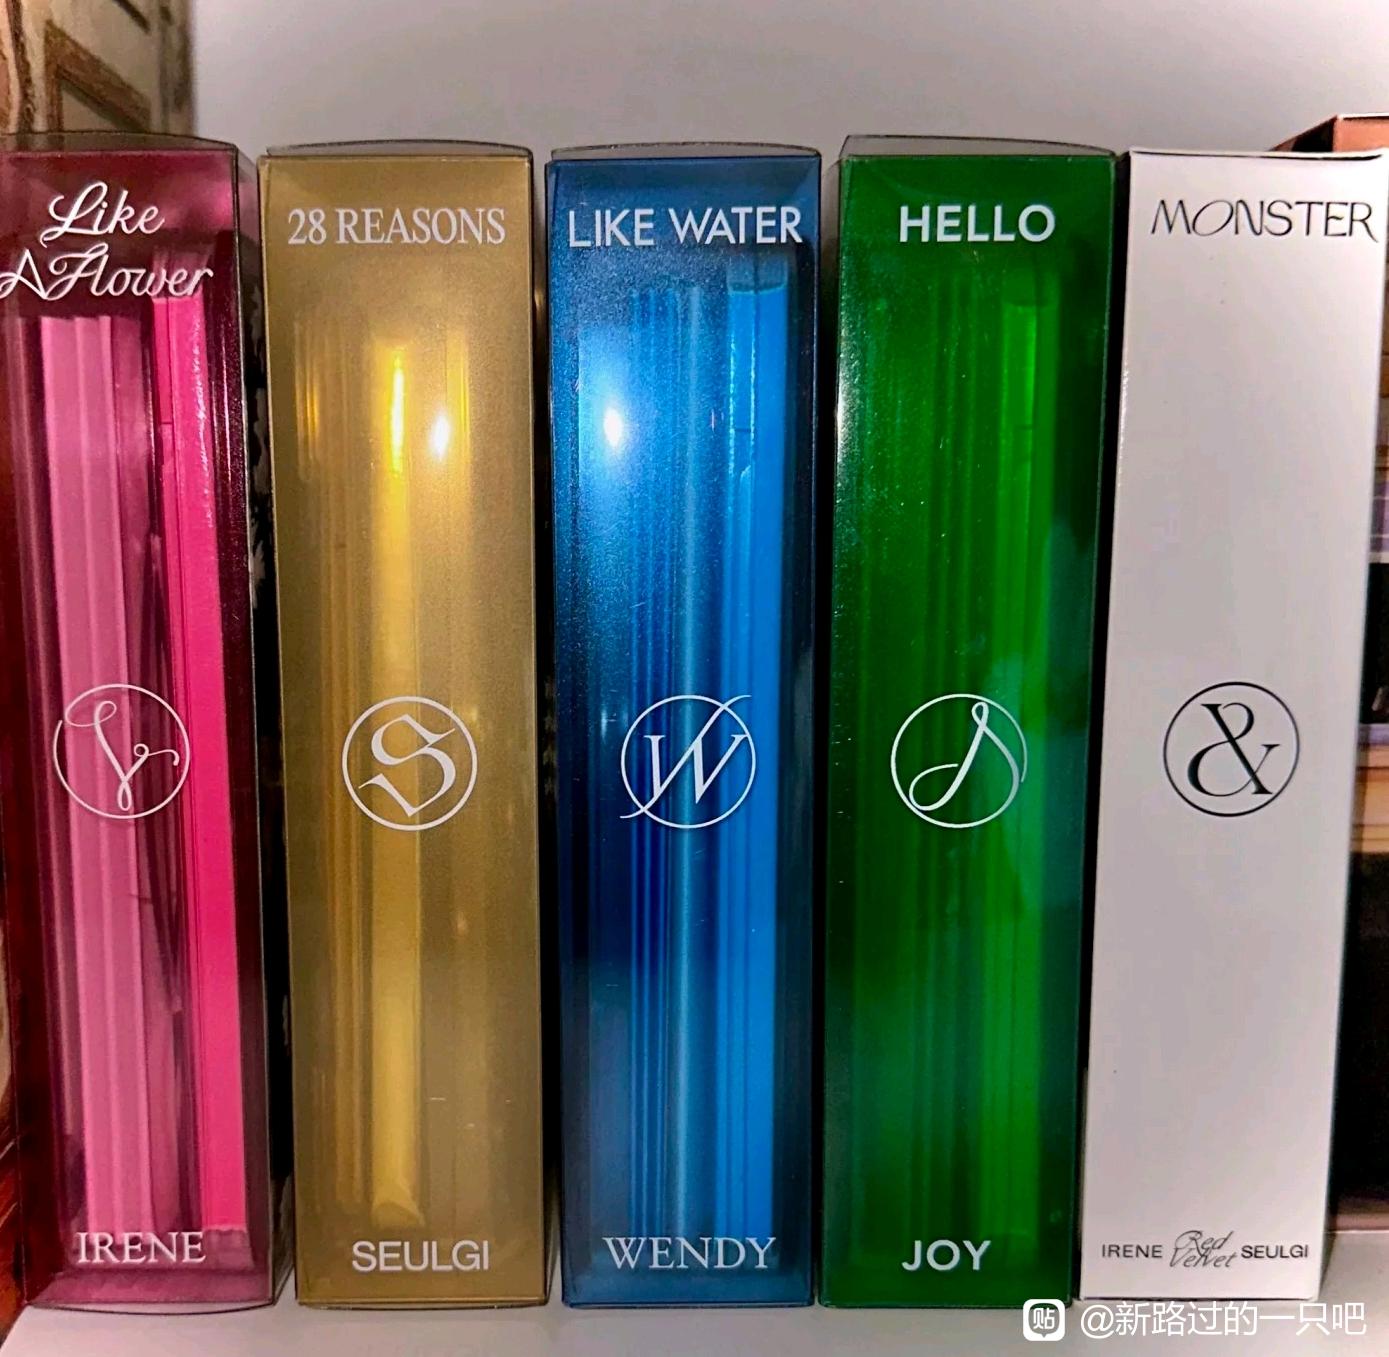 Like
A Flower
IRENE
28 REASONS
S
SEULGI
LIKE WATER
W
WENDY
HELLO
J
JOY
MONSTER
&
IRENE Red Velvet SEULGI
贴 @新路过的一只吧